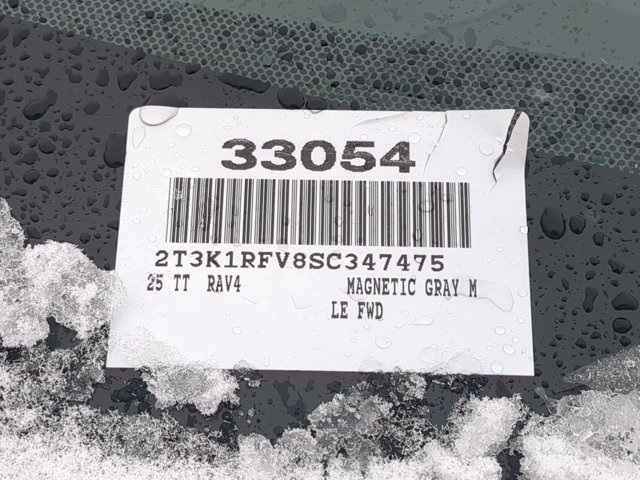 33054
2T3K1RFV8SC347475
25 TT RAV4 MAGNETIC GRAY M
LE FWD